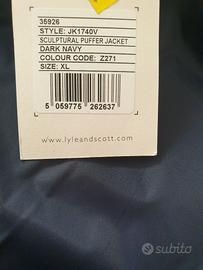 35926
STYLE: JK1740V
SCULPTURAL PUFFER JACKET
DARK NAVY
COLOUR CODE: Z271
SIZE: XL
5 059775 262637
www.lyleandscott.com
subito